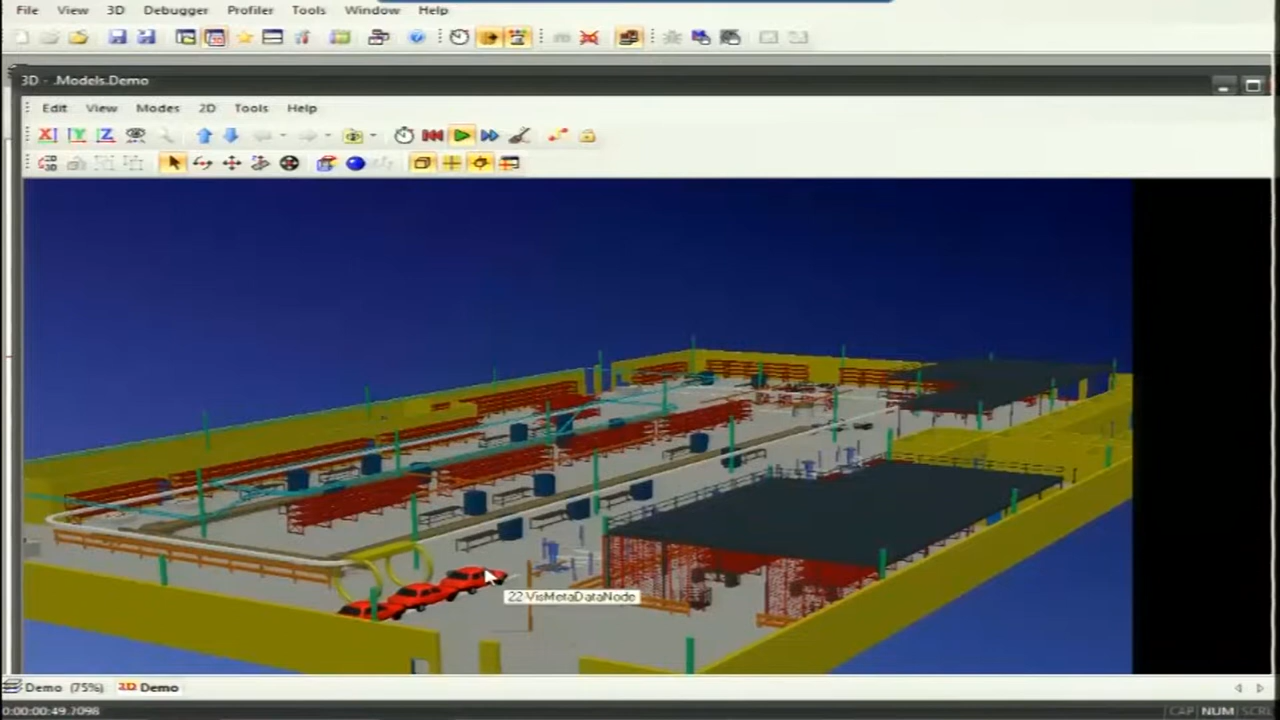 File View 3D Debugger Profiler Tools Window Help
3D - .Models.Demo
Edit View Modes 2D Tools Help
22 VisMetaDataNode
Demo (75%) 3D Demo
0:00:00:49.7098 CAP NUM SCRL